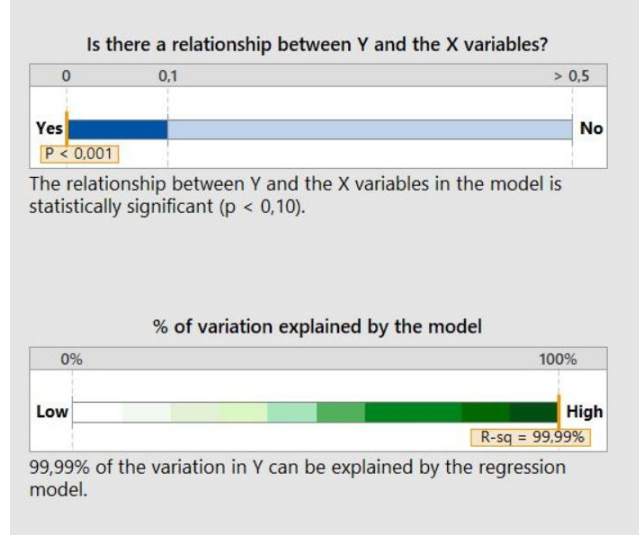 Is there a relationship between Y and the X variables?
0 0,1 > 0,5
Yes No
P < 0,001
The relationship between Y and the X variables in the model is
statistically significant (p < 0,10).
% of variation explained by the model
0% 100%
Low High
R-sq = 99,99%
99,99% of the variation in Y can be explained by the regression
model.